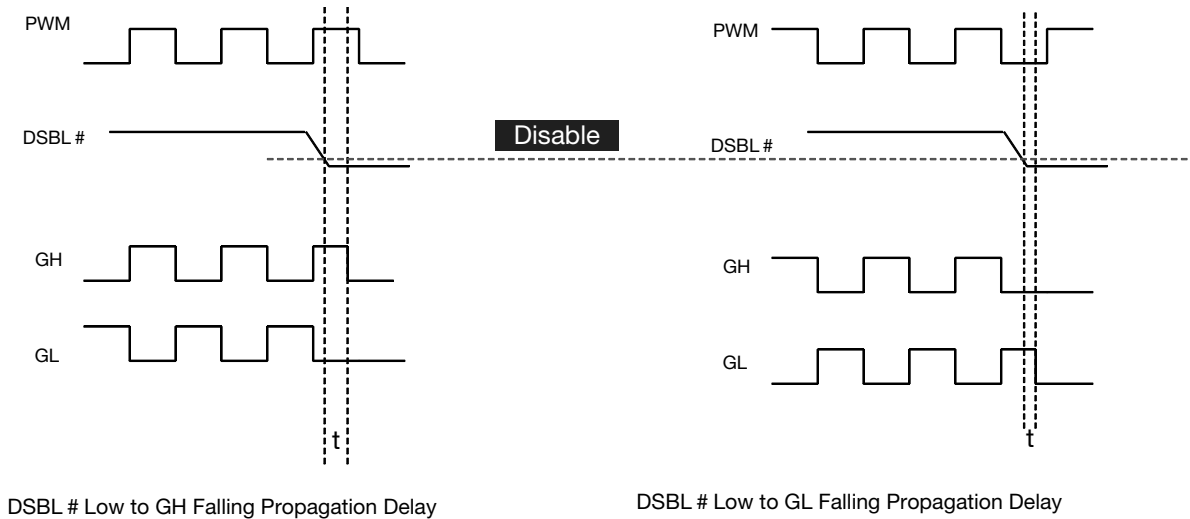 PWM
DSBL #
GH
GL
t
DSBL # Low to GH Falling Propagation Delay
Disable
PWM
DSBL #
GH
GL
t
DSBL # Low to GL Falling Propagation Delay